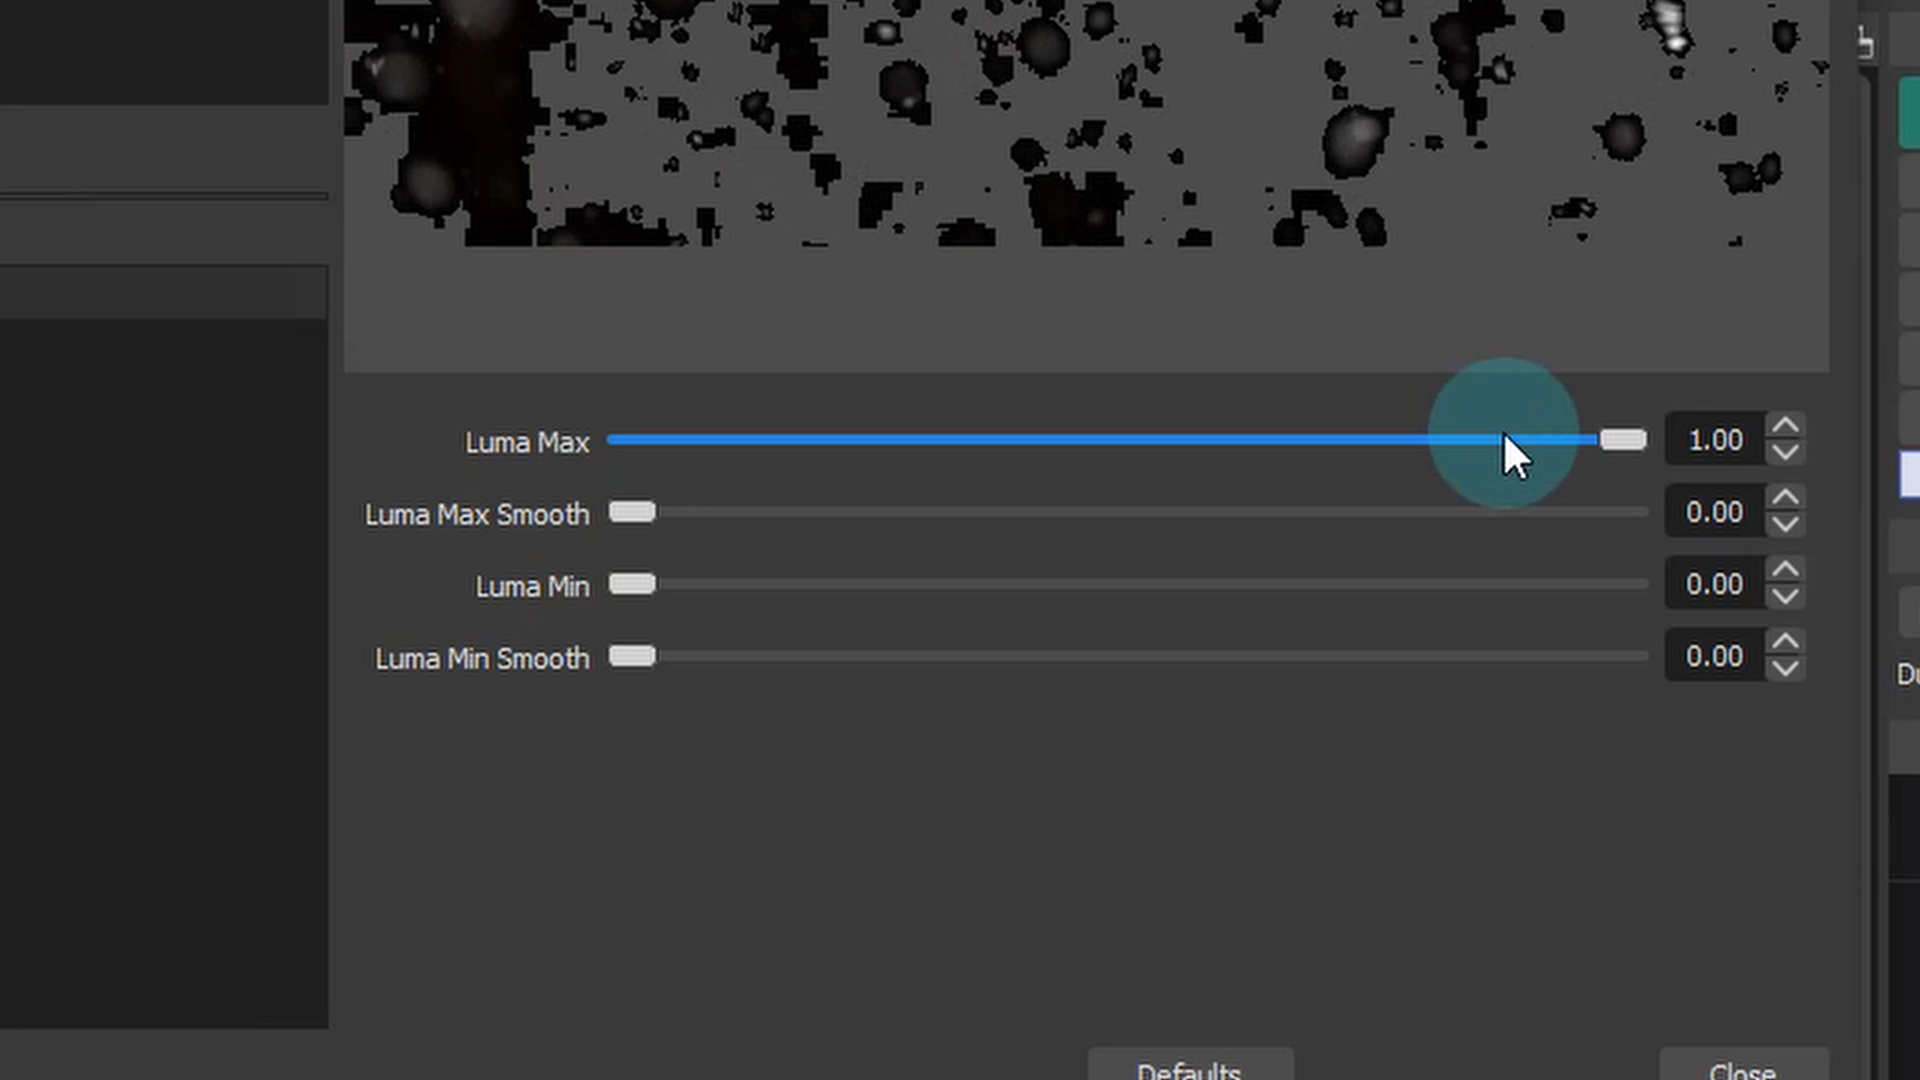 Luma Max 1.00
Luma Max Smooth 0.00
Luma Min 0.00
Luma Min Smooth 0.00
Defaults Close